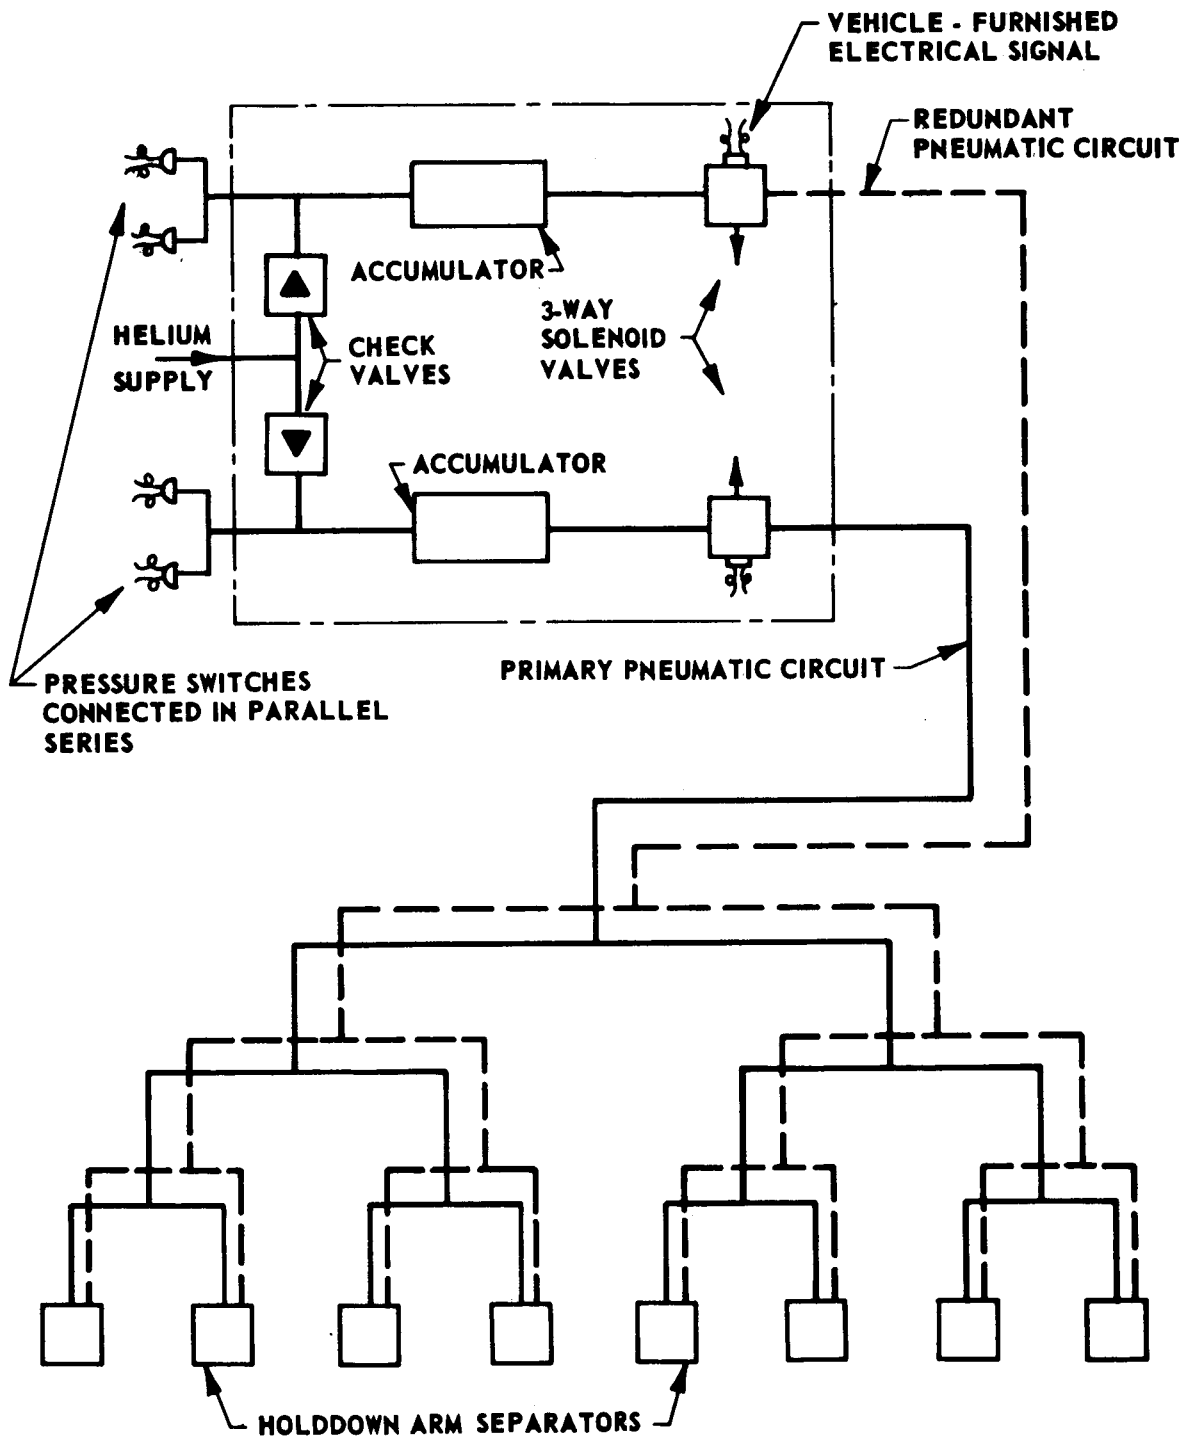 VEHICLE - FURNISHED
ELECTRICAL SIGNAL
REDUNDANT
PNEUMATIC CIRCUIT
ACCUMULATOR
3-WAY
SOLENOID
VALVES
HELIUM
SUPPLY
CHECK
VALVES
ACCUMULATOR
PRIMARY PNEUMATIC CIRCUIT
PRESSURE SWITCHES
CONNECTED IN PARALLEL
SERIES
HOLDDOWN ARM SEPARATORS